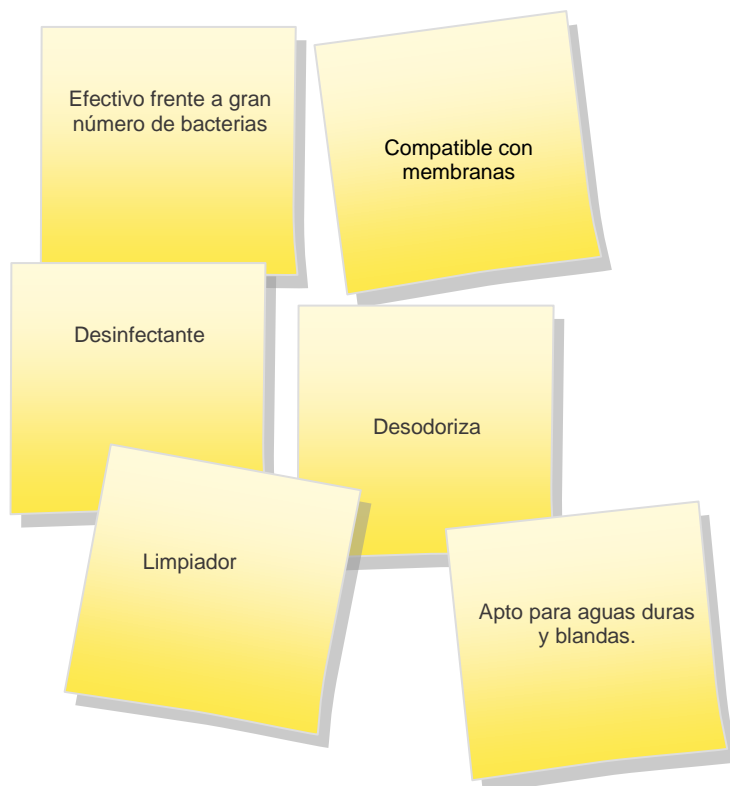 Efectivo frente a gran
número de bacterias
Compatible con
membranas
Desinfectante
Desodoriza
Limpiador
Apto para aguas duras
y blandas.